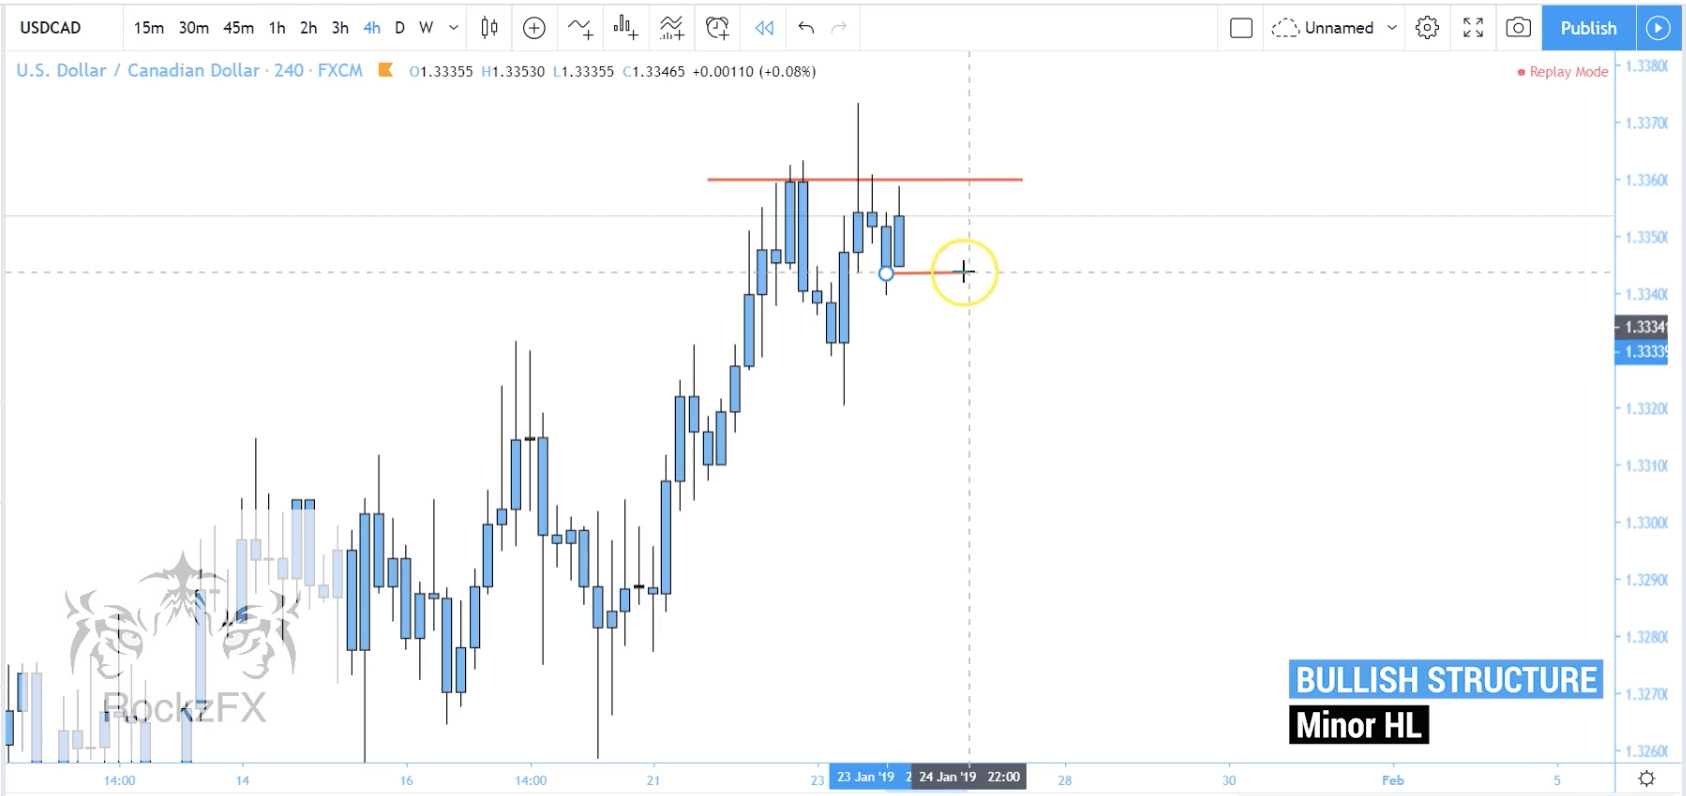 USDCAD 15m 30m 45m 1h 2h 3h 4h D W Unnamed Publish
U.S. Dollar / Canadian Dollar · 240 · FXCM O1.33355 H1.33530 L1.33355 C1.33465 +0.00110 (+0.08%)
Replay Mode
1.3380
1.3370
1.3360
1.3350
1.3340
1.33341
1.33339
1.3320
1.3310
1.3300
1.3290
1.3280
1.3270
1.3260
RockzFX
BULLISH STRUCTURE
Minor HL
14:00 14 16 14:00 21 23 23 Jan '19 2 24 Jan '19 22:00 28 30 Feb 5